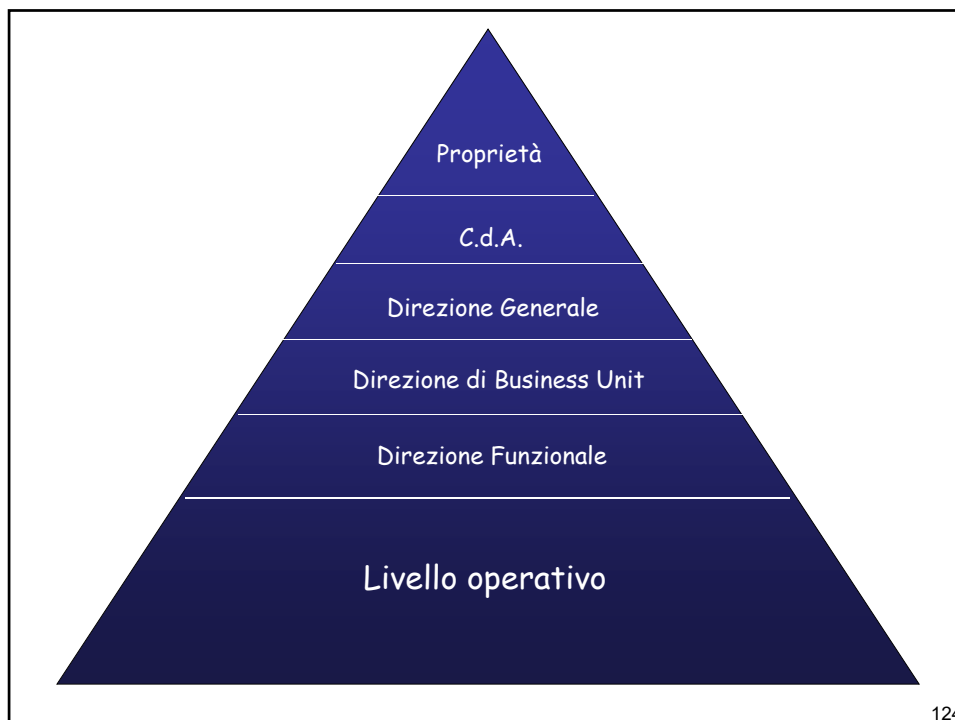 Proprietà
C.d.A.
Direzione Generale
Direzione di Business Unit
Direzione Funzionale
Livello operativo
124